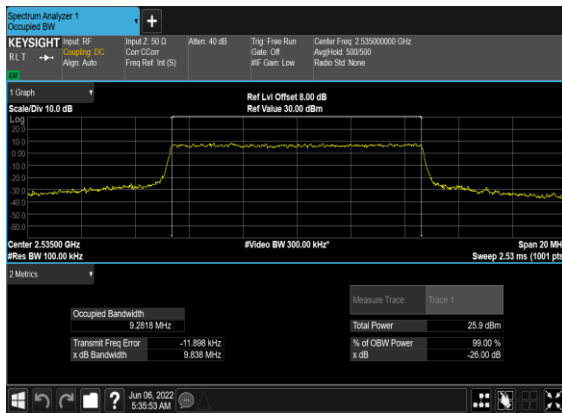 Spectrum Analyzer 1
Occupied BW
+
KEYSIGHT
RLT
Input: RF
Coupling: DC
Align: Auto
Input Z: 50 Ω
Corr CCorr
Freq Ref: Int (S)
Atten: 40 dB
Trig: Free Run
Gate: Off
#IF Gain: Low
Center Freq: 2.535000000 GHz
Avg|Hold: 500/500
Radio Std: None
1 Graph
Scale/Div 10.0 dB
Ref Lvl Offset 8.00 dB
Ref Value 30.00 dBm
Log
20.0
10.0
0.00
-10.0
-20.0
-30.0
-40.0
-50.0
-60.0
Center 2.53500 GHz
#Res BW 100.00 kHz
#Video BW 300.00 kHz*
Span 20 MH
Sweep 2.53 ms (1001 pts
2 Metrics
Measure Trace
Trace 1
Occupied Bandwidth
9.2818 MHz
Total Power
25.9 dBm
Transmit Freq Error
-11.898 kHz
% of OBW Power
99.00 %
x dB Bandwidth
9.838 MHz
x dB
-26.00 dB
?
Jun 06, 2022
5:35:53 AM